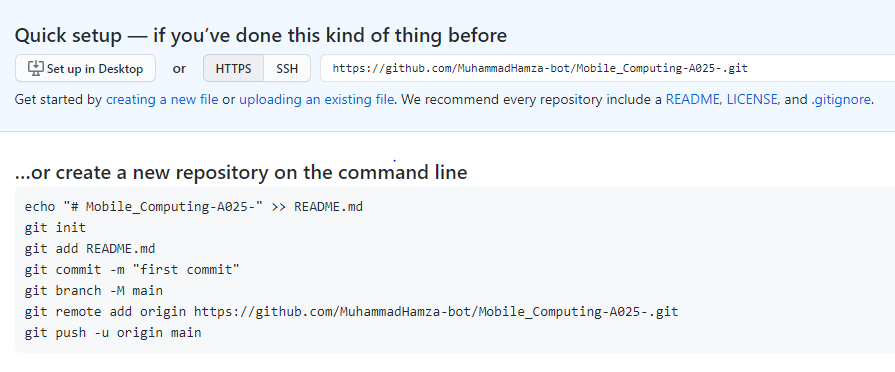 Quick setup — if you’ve done this kind of thing before
Set up in Desktop or HTTPS SSH https://github.com/MuhammadHamza-bot/Mobile_Computing-A025-.git
Get started by creating a new file or uploading an existing file. We recommend every repository include a README, LICENSE, and .gitignore.
…or create a new repository on the command line
echo "# Mobile_Computing-A025-" >> README.md
git init
git add README.md
git commit -m "first commit"
git branch -M main
git remote add origin https://github.com/MuhammadHamza-bot/Mobile_Computing-A025-.git
git push -u origin main